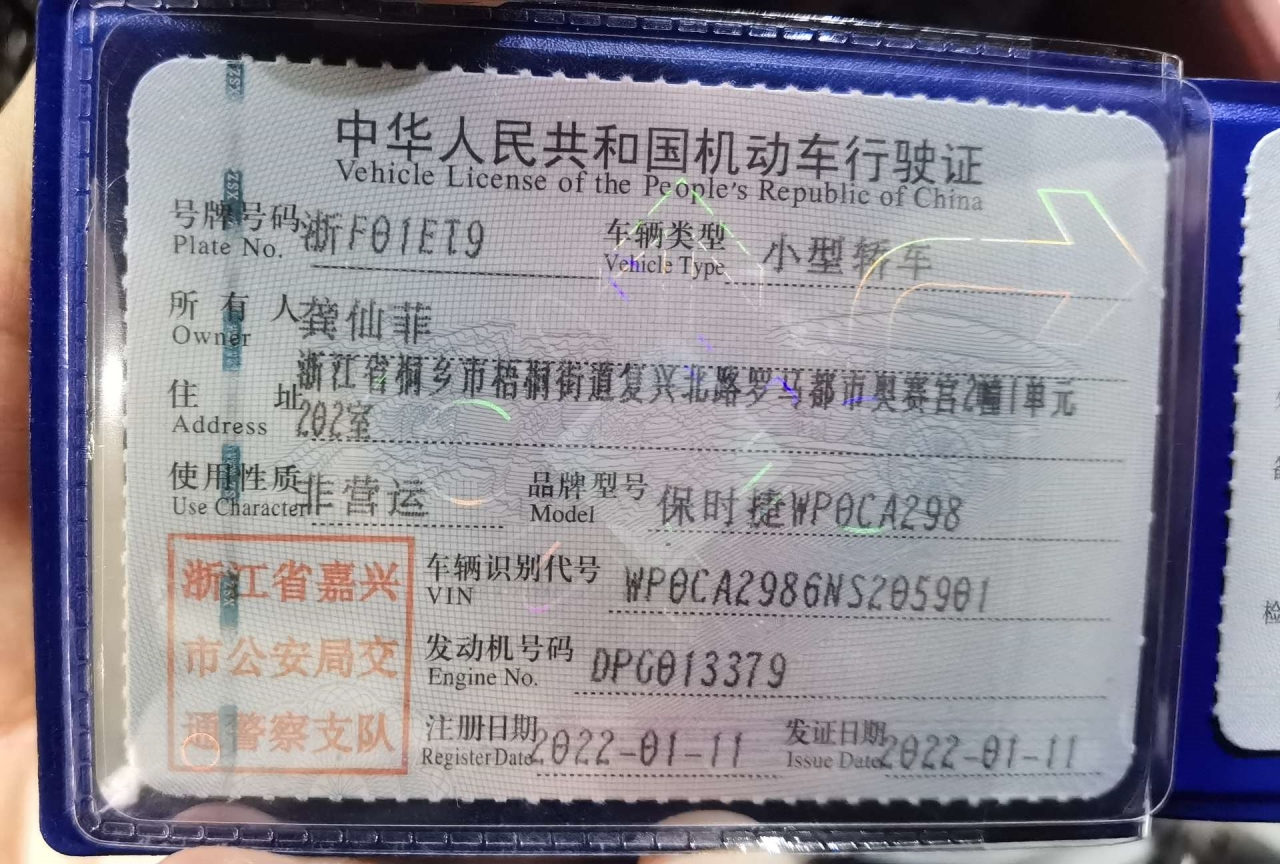 中华人民共和国机动车行驶证
Vehicle License of the People's Republic of China
号牌号码 浙F01ET9 车辆类型 小型轿车
Plate No. Vehicle Type
所有人 龚仙菲
Owner
浙江省桐乡市梧桐街道复兴北路罗马都市奥赛宫2幢1单元
住址 202室
Address
使用性质 非营运 品牌型号 保时捷WP0CA298
Use Character Model
浙江省嘉兴
市公安局交
通警察支队
车辆识别代号 WP0CA2986NS205901
VIN
发动机号码 DPG013379
Engine No.
注册日期 2022-01-11 发证日期 2022-01-11
Register Date Issue Date
ZSX
ZSX
检